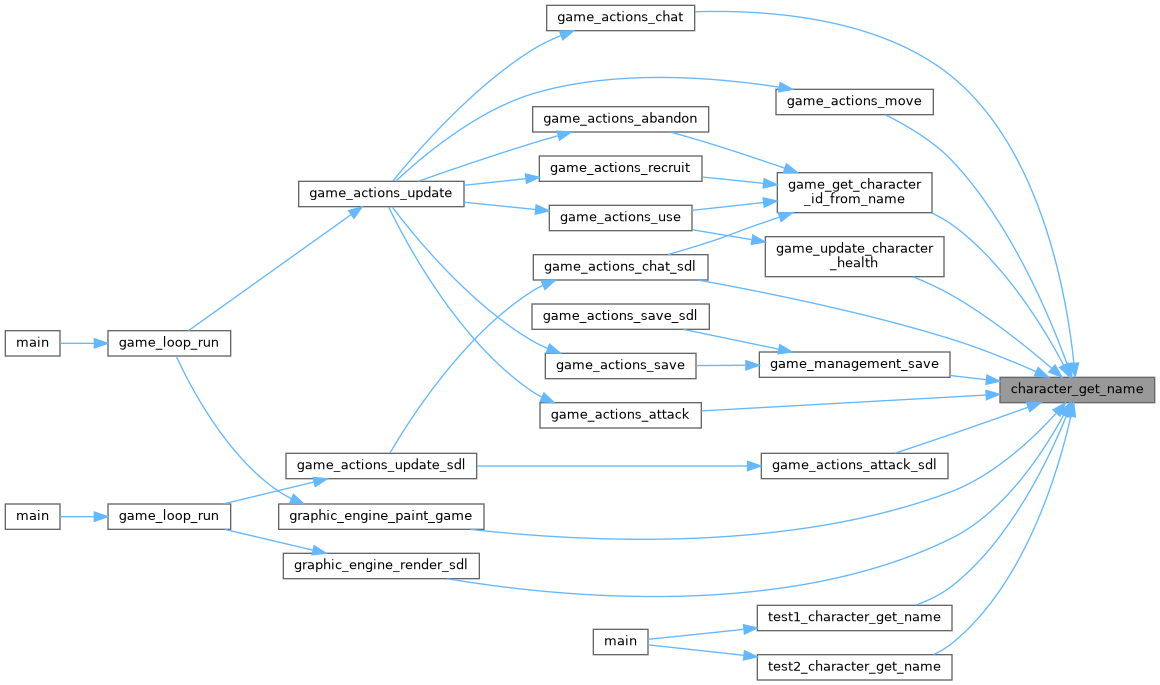 game_actions_chat
game_actions_move
game_actions_abandon
game_actions_recruit
game_get_character
_id_from_name
game_actions_update
game_actions_use
game_update_character
_health
game_actions_chat_sdl
game_actions_save_sdl
main
game_loop_run
game_actions_save
game_management_save
character_get_name
game_actions_attack
game_actions_update_sdl
game_actions_attack_sdl
main
game_loop_run
graphic_engine_paint_game
graphic_engine_render_sdl
test1_character_get_name
main
test2_character_get_name